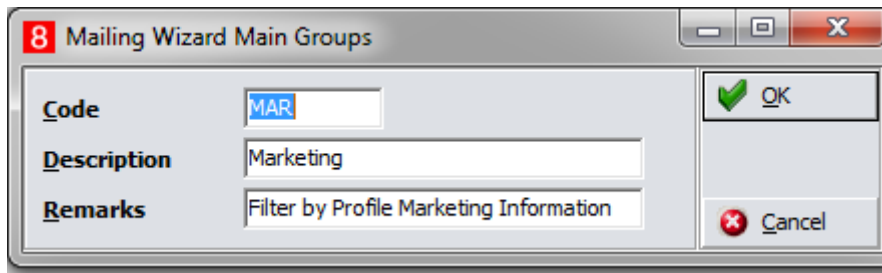 8 Mailing Wizard Main Groups
Code MAR OK
Description Marketing
Remarks Filter by Profile Marketing Information Cancel